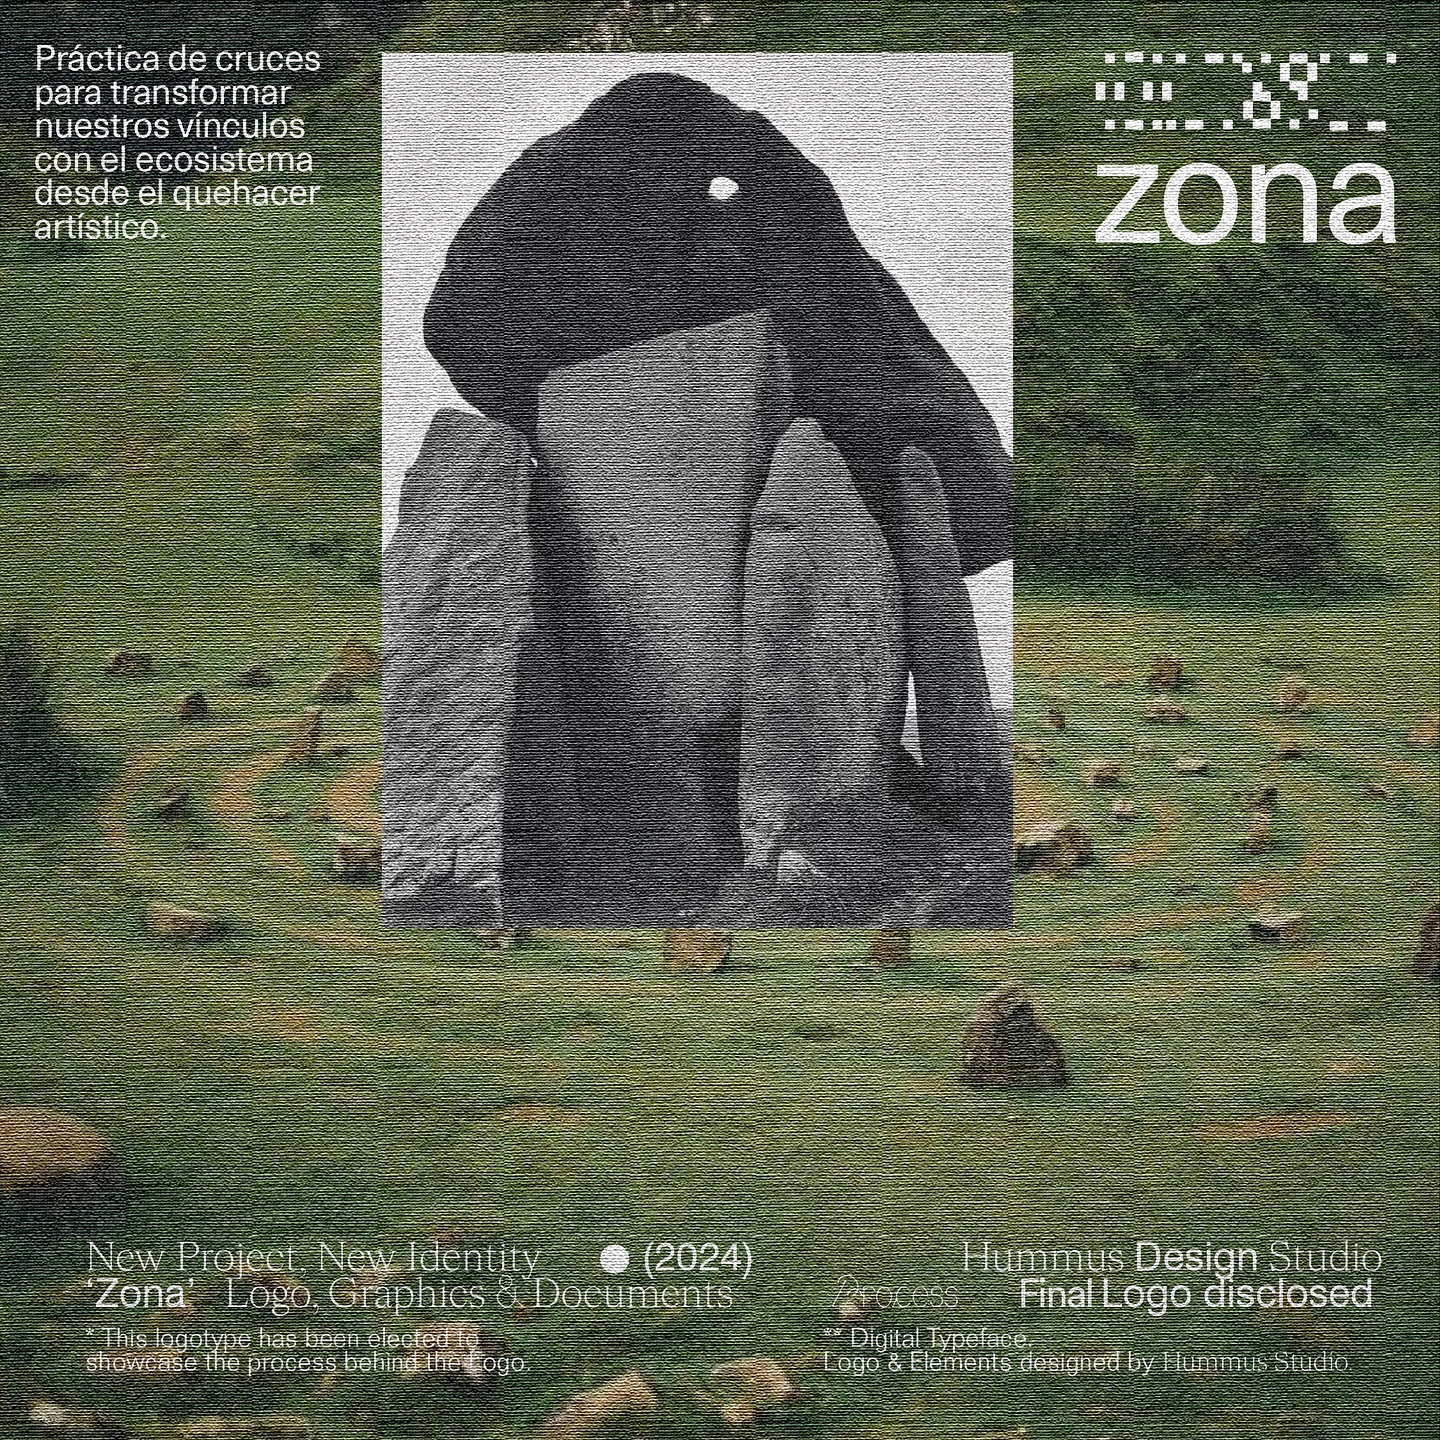 Práctica de cruces
para transformar
nuestros vínculos
con el ecosistema
desde el quehacer
artístico.
zona
New Project, New Identity (2024)
‘Zona’ Logo, Graphics & Documents
* This logotype has been elected to
showcase the process behind the Logo.
Hummus Design Studio
Process Final Logo disclosed
** Digital Typeface.
Logo & Elements designed by Hummus Studio.